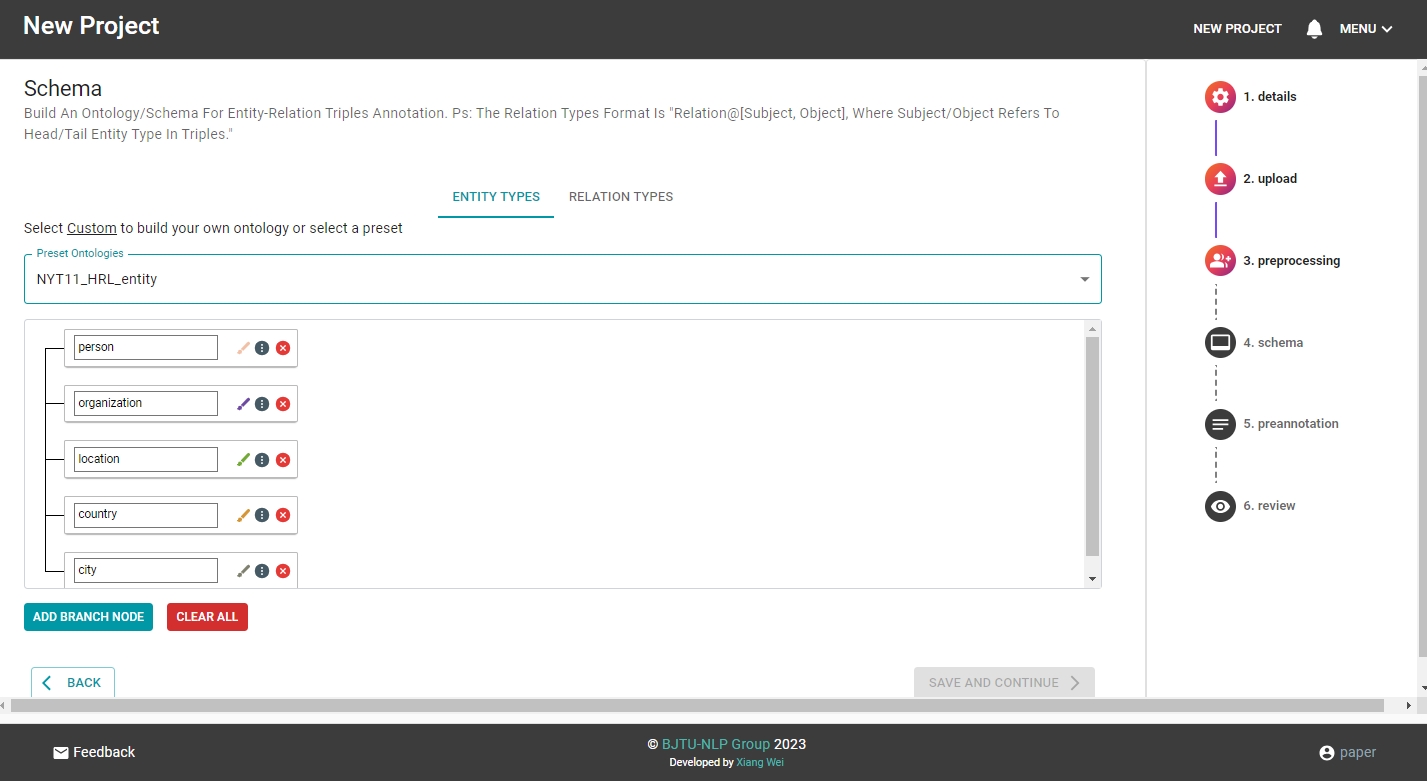 New Project
NEW PROJECT
MENU
Schema
Build An Ontology/Schema For Entity-Relation Triples Annotation. Ps: The Relation Types Format Is "Relation@[Subject, Object], Where Subject/Object Refers To
Head/Tail Entity Type In Triples."
ENTITY TYPES
RELATION TYPES
Select Custom to build your own ontology or select a preset
Preset Ontologies
NYT11_HRL_entity
person
organization
location
country
city
ADD BRANCH NODE
CLEAR ALL
BACK
SAVE AND CONTINUE
1. details
2. upload
3. preprocessing
4. schema
5. preannotation
6. review
Feedback
© BJTU-NLP Group 2023
Developed by Xiang Wei
paper